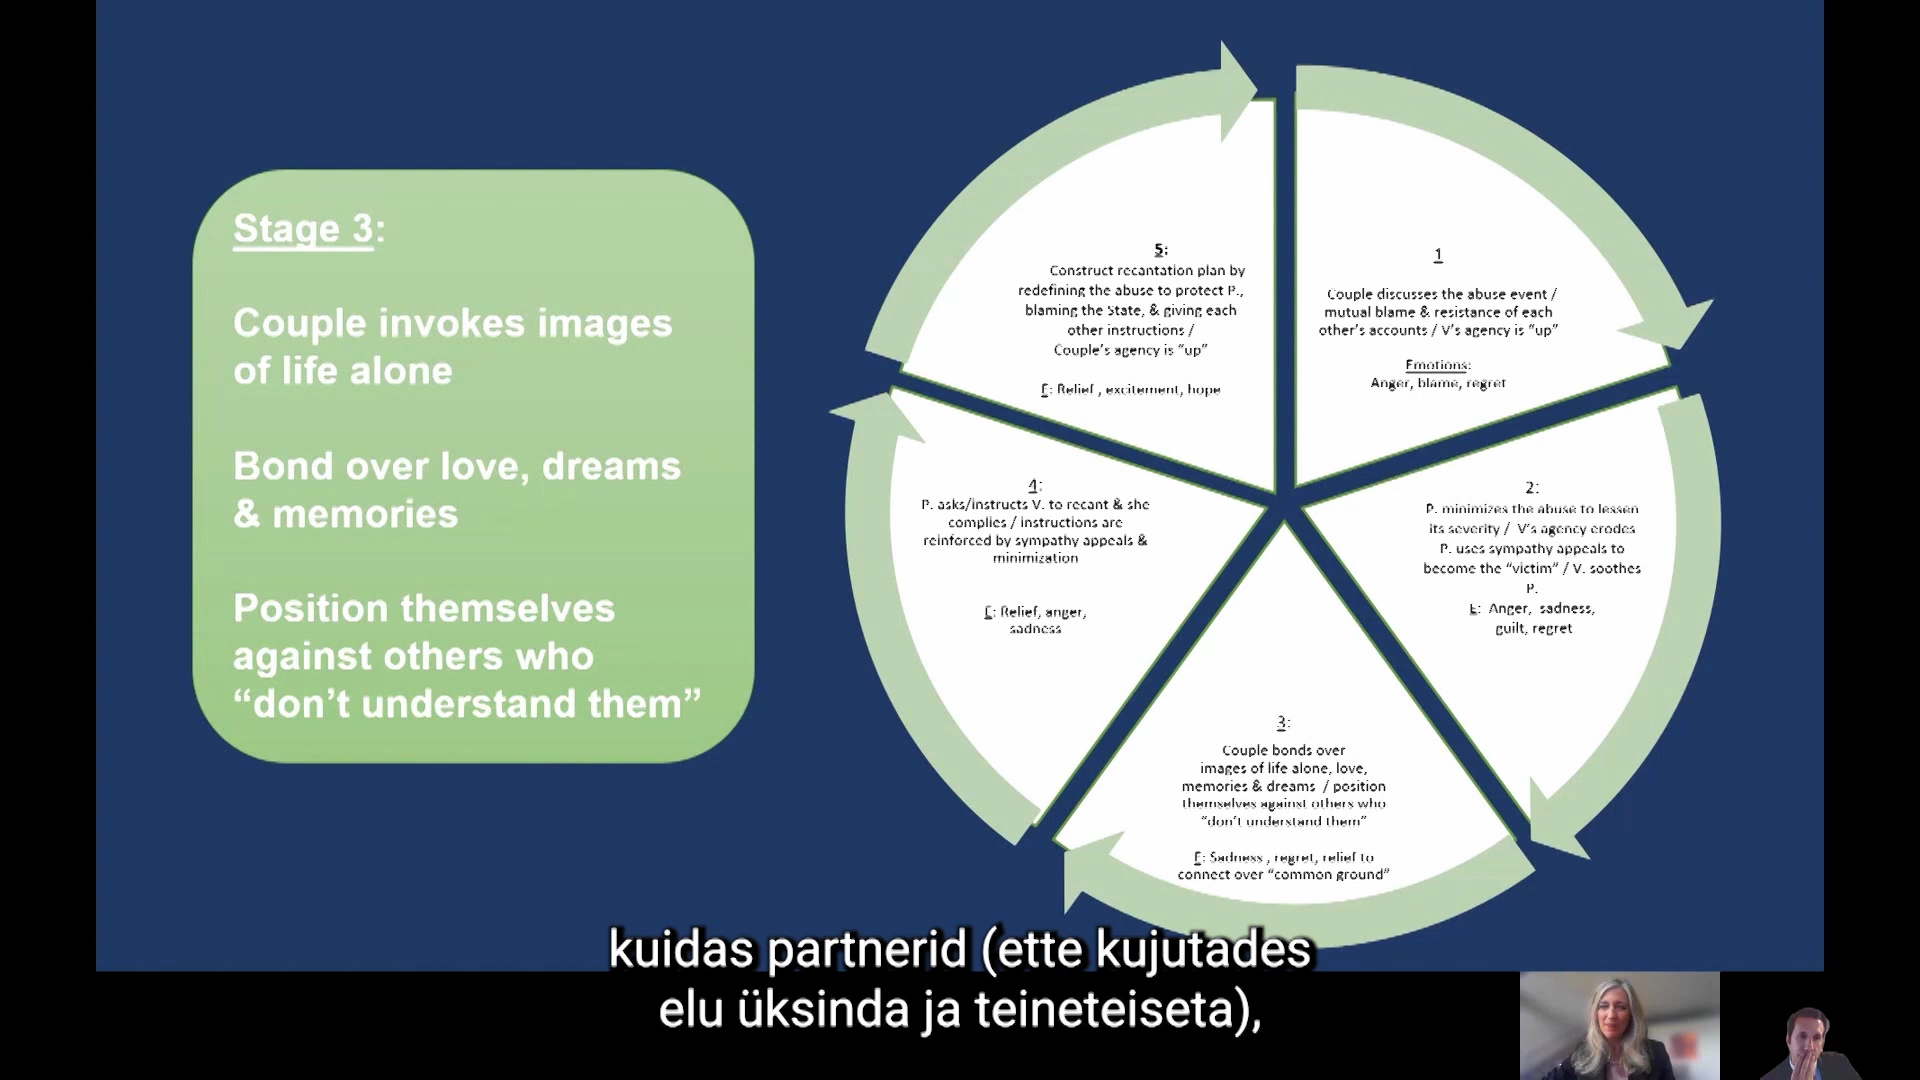 Stage 3:
Couple invokes images
of life alone
Bond over love, dreams
& memories
Position themselves
against others who
“don’t understand them”
1
Couple discusses the abuse event /
mutual blame & resistance of each
other’s accounts / V’s agency is “up”
Emotions:
Anger, blame, regret
2:
P. minimizes the abuse to lessen
its severity / V’s agency erodes
P. uses sympathy appeals to
become the “victim” / V. soothes
P.
E: Anger, sadness,
guilt, regret
3:
Couple bonds over
images of life alone, love,
memories & dreams / position
themselves against others who
“don’t understand them”
E: Sadness , regret, relief to
connect over “common ground”
4:
P. asks/instructs V. to recant & she
complies / instructions are
reinforced by sympathy appeals &
minimization
E: Relief, anger,
sadness
5:
Construct recantation plan by
redefining the abuse to protect P.,
blaming the State, & giving each
other instructions /
Couple’s agency is “up”
E: Relief , excitement, hope
kuidas partnerid (ette kujutades
elu üksinda ja teineteiseta),